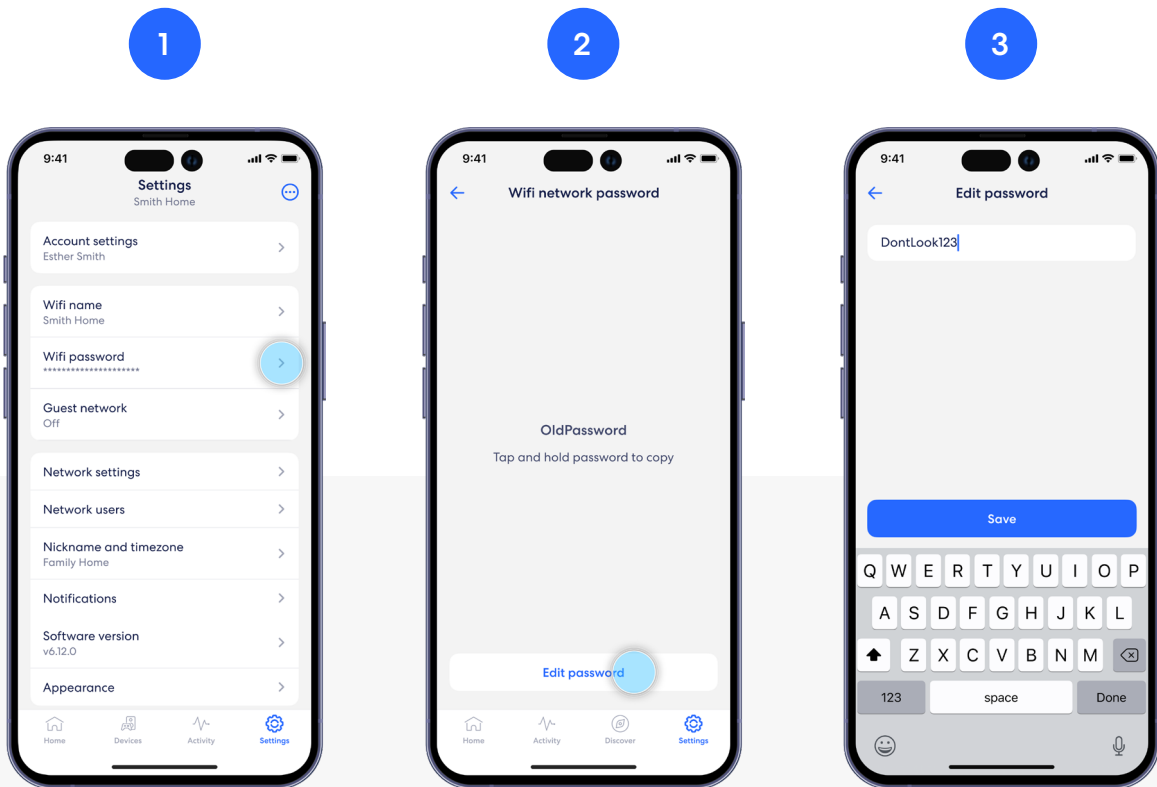 1
2
3
9:41
Settings
Smith Home
Account settings
Esther Smith
Wifi name
Smith Home
Wifi password
*********************
Guest network
Off
Network settings
Network users
Nickname and timezone
Family Home
Notifications
Software version
v6.12.0
Appearance
Home Devices Activity Settings
9:41
Wifi network password
OldPassword
Tap and hold password to copy
Edit password
Home Activity Discover Settings
9:41
Edit password
DontLook123
Save
Q W E R T Y U I O P
A S D F G H J K L
Z X C V B N M
123 space Done